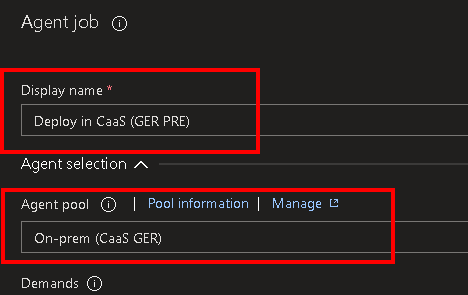 Agent job
Display name *
Deploy in CaaS (GER PRE)
Agent selection
Agent pool | Pool information | Manage
On-prem (CaaS GER)
Demands